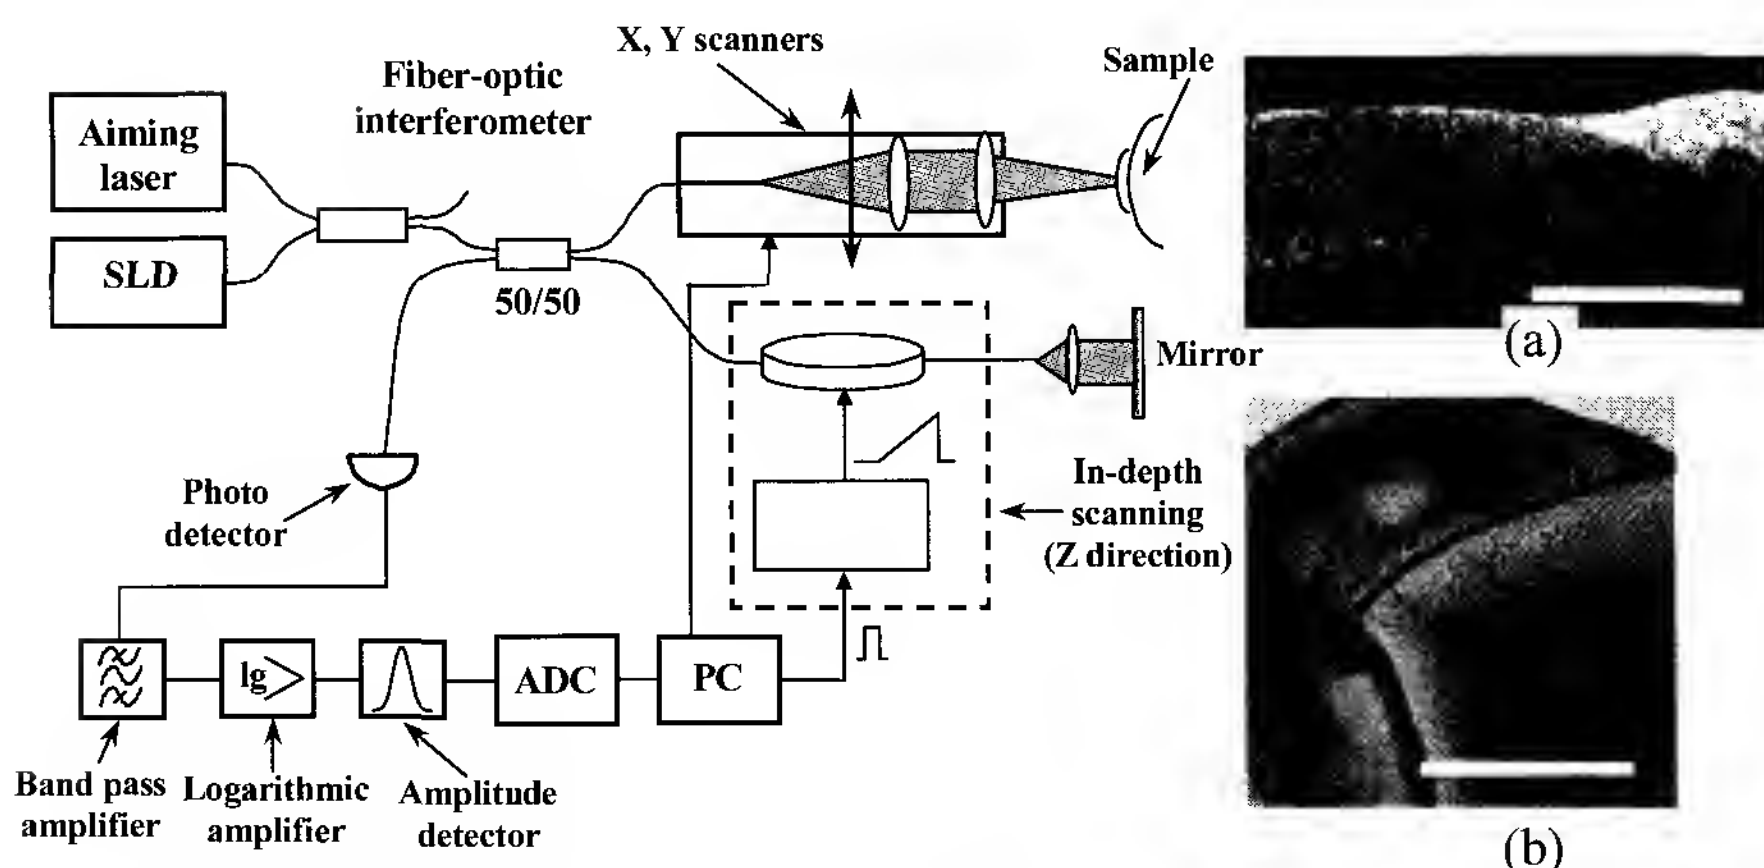 X, Y scanners
Fiber-optic
interferometer
Sample
Aiming
laser
SLD
50/50
(a)
Mirror
Photo
detector
In-depth
scanning
(Z direction)
lg
ADC
PC
Band pass
amplifier
Logarithmic
amplifier
Amplitude
detector
(b)